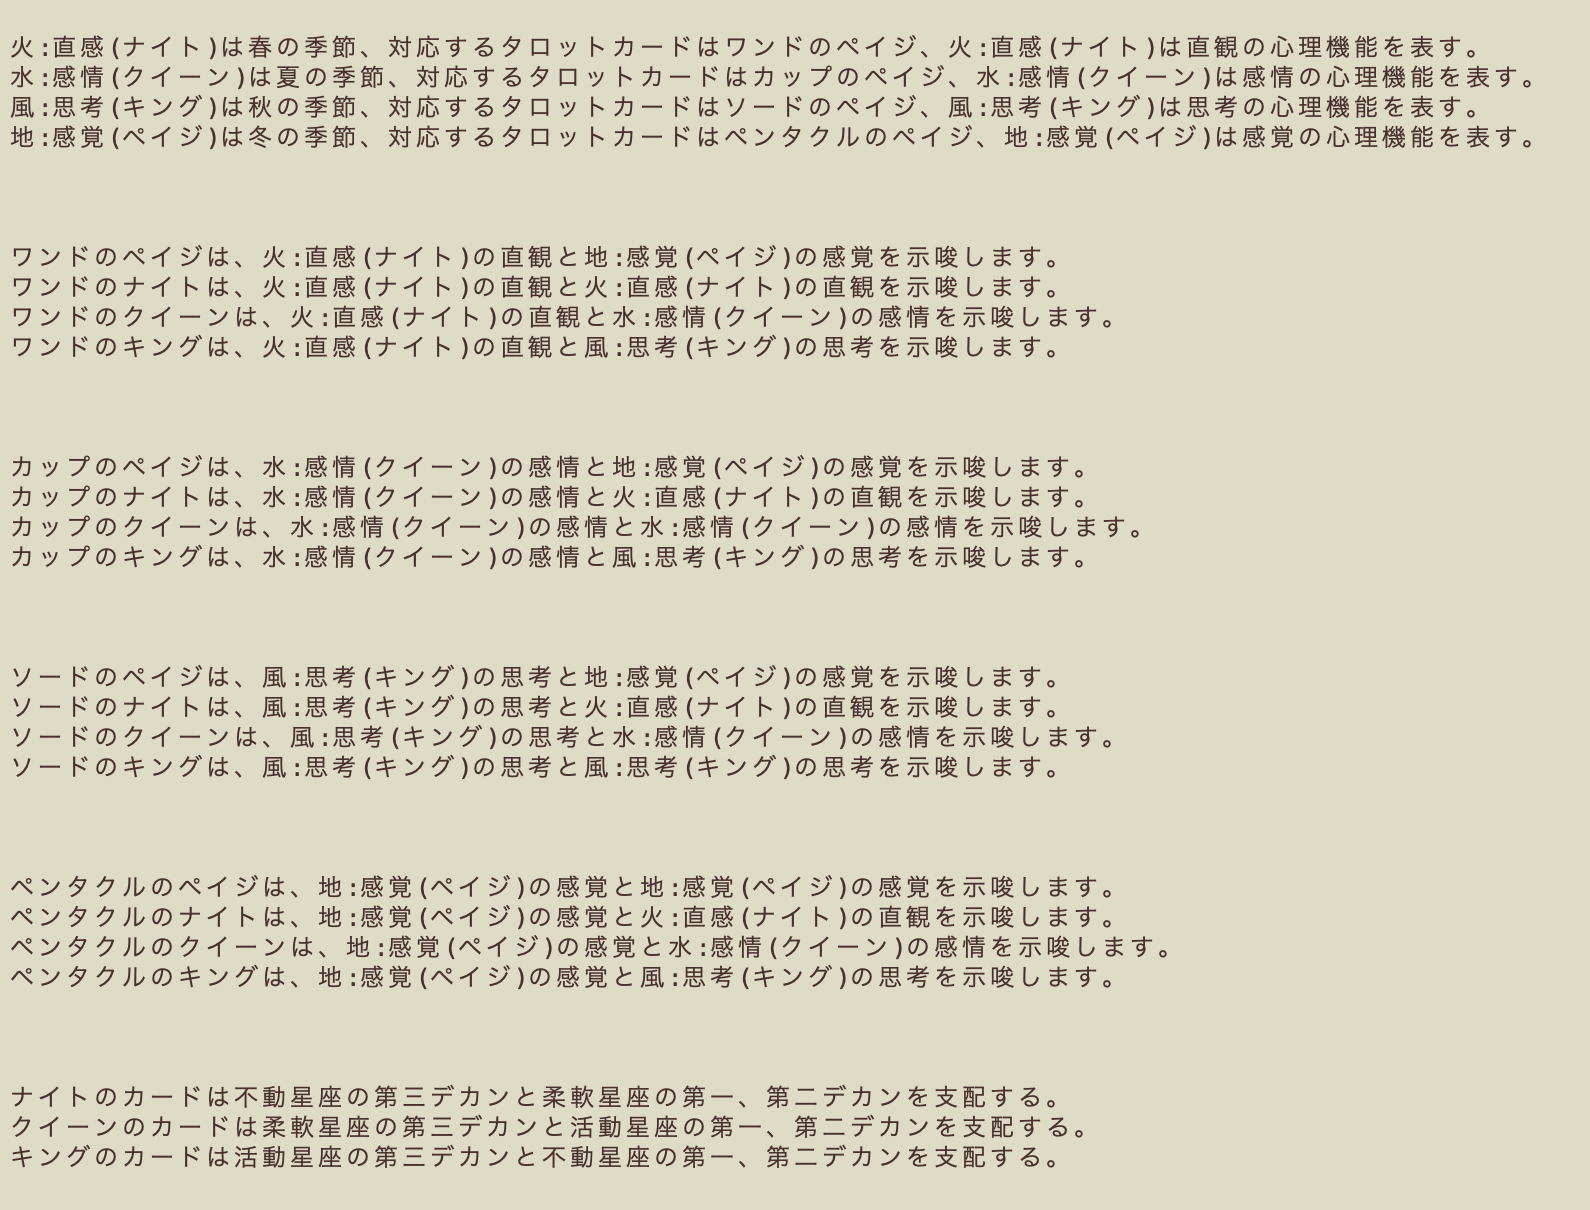 火:直感(ナイト)は春の季節、対応するタロットカードはワンドのペイジ、火:直感(ナイト)は直観の心理機能を表す。
水:感情(クイーン)は夏の季節、対応するタロットカードはカップのペイジ、水:感情(クイーン)は感情の心理機能を表す。
風:思考(キング)は秋の季節、対応するタロットカードはソードのペイジ、風:思考(キング)は思考の心理機能を表す。
地:感覚(ペイジ)は冬の季節、対応するタロットカードはペンタクルのペイジ、地:感覚(ペイジ)は感覚の心理機能を表す。
ワンドのペイジは、火:直感(ナイト)の直観と地:感覚(ペイジ)の感覚を示唆します。
ワンドのナイトは、火:直感(ナイト)の直観と火:直感(ナイト)の直観を示唆します。
ワンドのクイーンは、火:直感(ナイト)の直観と水:感情(クイーン)の感情を示唆します。
ワンドのキングは、火:直感(ナイト)の直観と風:思考(キング)の思考を示唆します。
カップのペイジは、水:感情(クイーン)の感情と地:感覚(ペイジ)の感覚を示唆します。
カップのナイトは、水:感情(クイーン)の感情と火:直感(ナイト)の直観を示唆します。
カップのクイーンは、水:感情(クイーン)の感情と水:感情(クイーン)の感情を示唆します。
カップのキングは、水:感情(クイーン)の感情と風:思考(キング)の思考を示唆します。
ソードのペイジは、風:思考(キング)の思考と地:感覚(ペイジ)の感覚を示唆します。
ソードのナイトは、風:思考(キング)の思考と火:直感(ナイト)の直観を示唆します。
ソードのクイーンは、風:思考(キング)の思考と水:感情(クイーン)の感情を示唆します。
ソードのキングは、風:思考(キング)の思考と風:思考(キング)の思考を示唆します。
ペンタクルのペイジは、地:感覚(ペイジ)の感覚と地:感覚(ペイジ)の感覚を示唆します。
ペンタクルのナイトは、地:感覚(ペイジ)の感覚と火:直感(ナイト)の直観を示唆します。
ペンタクルのクイーンは、地:感覚(ペイジ)の感覚と水:感情(クイーン)の感情を示唆します。
ペンタクルのキングは、地:感覚(ペイジ)の感覚と風:思考(キング)の思考を示唆します。
ナイトのカードは不動星座の第三デカンと柔軟星座の第一、第二デカンを支配する。
クイーンのカードは柔軟星座の第三デカンと活動星座の第一、第二デカンを支配する。
キングのカードは活動星座の第三デカンと不動星座の第一、第二デカンを支配する。